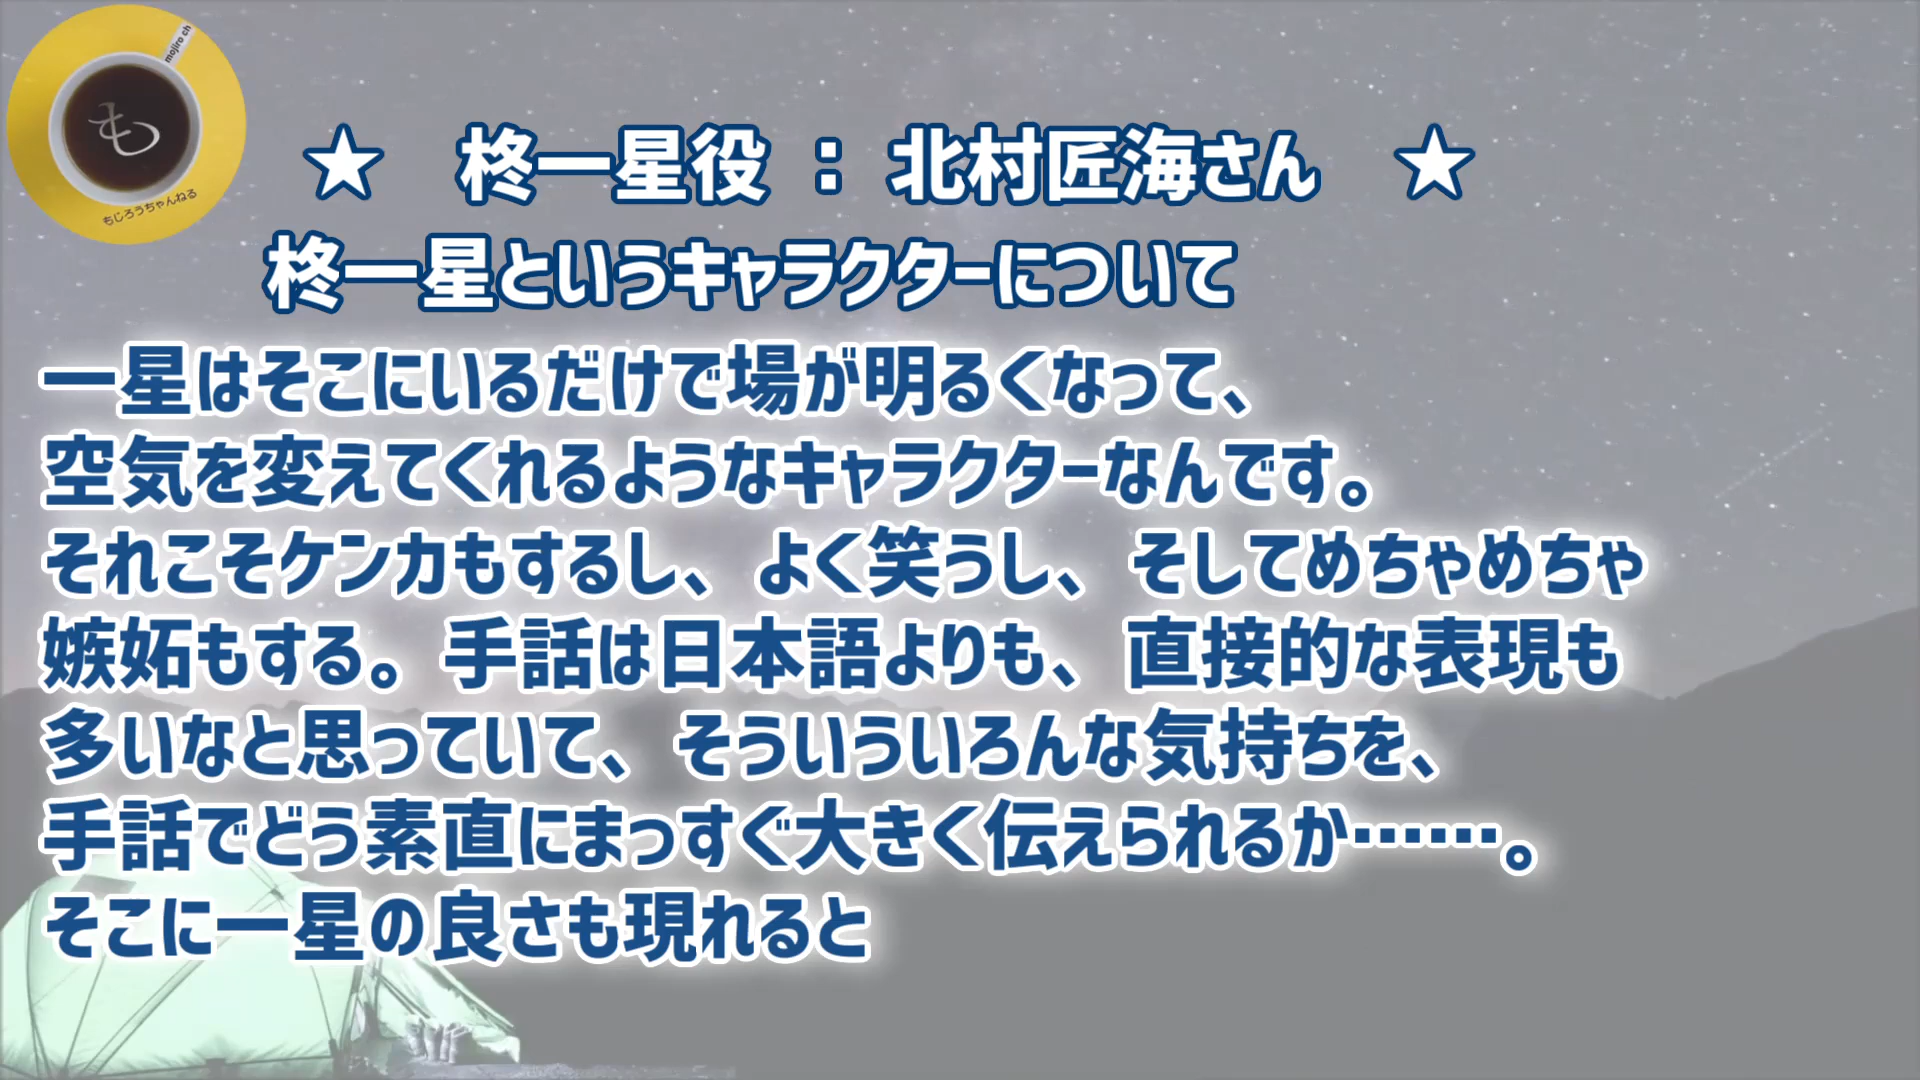 mojiro ch
も
もじろうちゃんねる
★ 柊一星役 : 北村匠海さん ★
柊一星というキャラクターについて
一星はそこにいるだけで場が明るくなって、
空気を変えてくれるようなキャラクターなんです。
それこそケンカもするし、よく笑うし、そしてめちゃめちゃ
嫉妬もする。手話は日本語よりも、直接的な表現も
多いなと思っていて、そういういろんな気持ちを、
手話でどう素直にまっすぐ大きく伝えられるか……。
そこに一星の良さも現れると